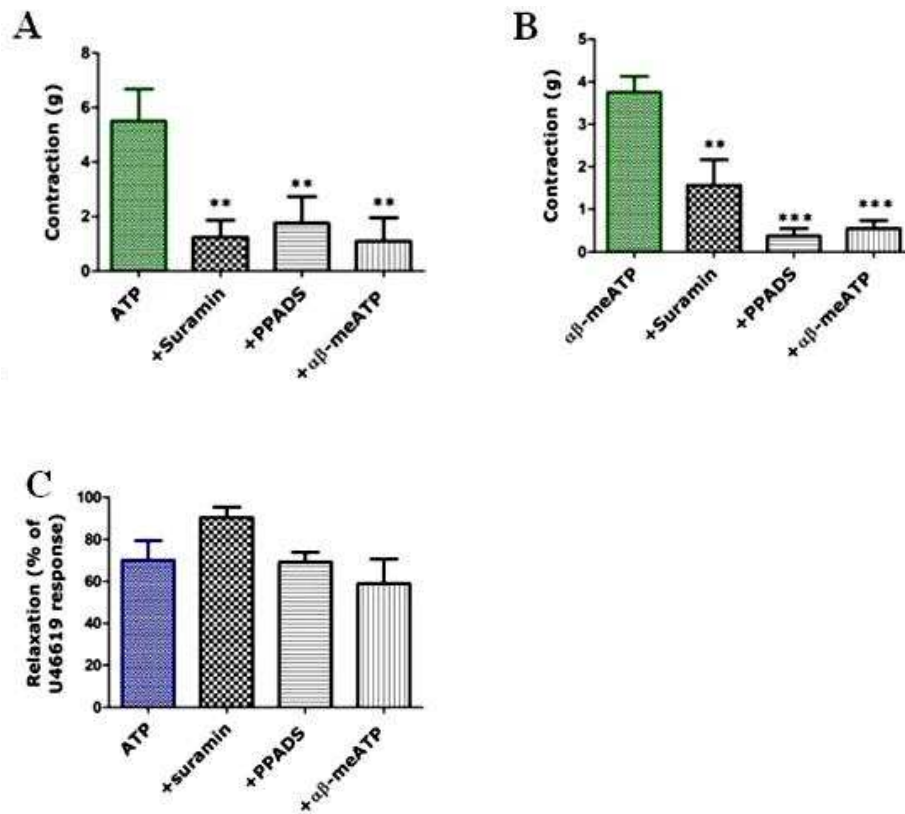 A
Contraction (g)
8
6
4
2
0
**
**
**
ATP
+Suramin
+PPADS
+αβ-meATP
B
Contraction (g)
5
4
3
2
1
0
**
***
***
αβ-meATP
+Suramin
+PPADS
+αβ-meATP
C
Relaxation (% of
U46619 response)
100
80
60
40
20
0
ATP
+suramin
+PPADS
+αβ-meATP